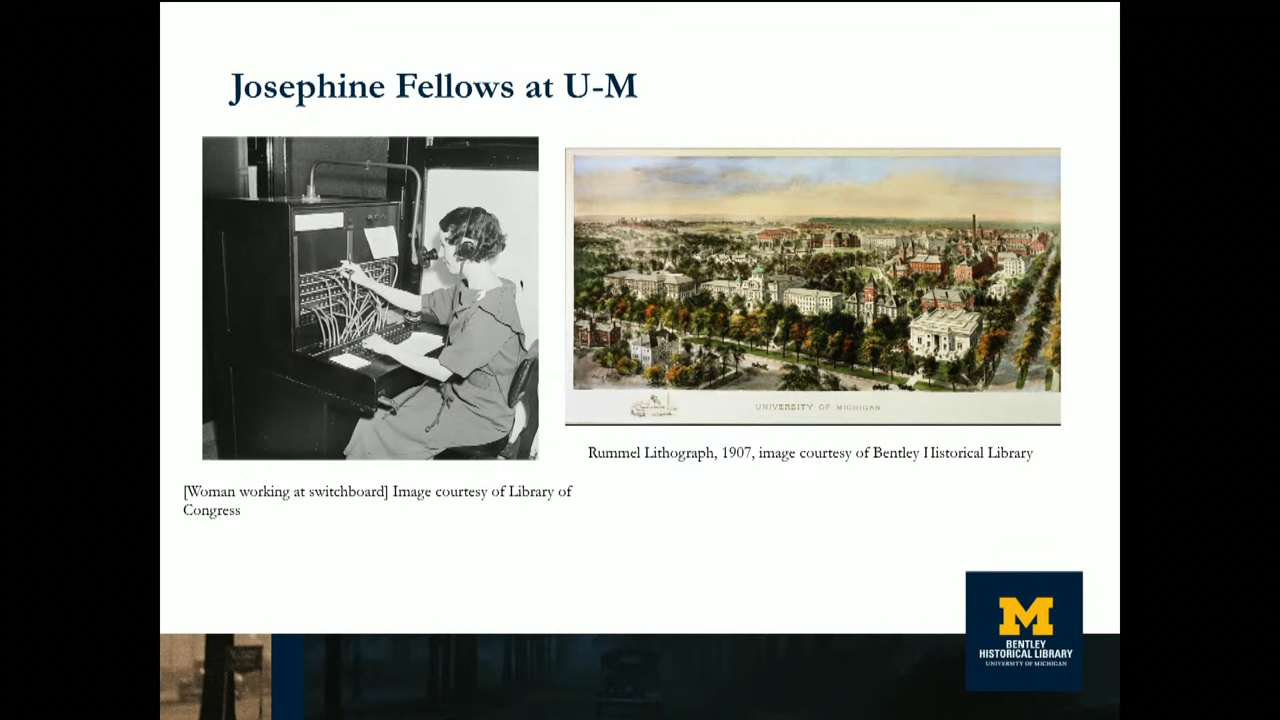 Josephine Fellows at U-M
UNIVERSITY OF MICHIGAN
Rummel Lithograph, 1907, image courtesy of Bentley Historical Library
[Woman working at switchboard] Image courtesy of Library of
Congress
M
BENTLEY
HISTORICAL LIBRARY
UNIVERSITY OF MICHIGAN